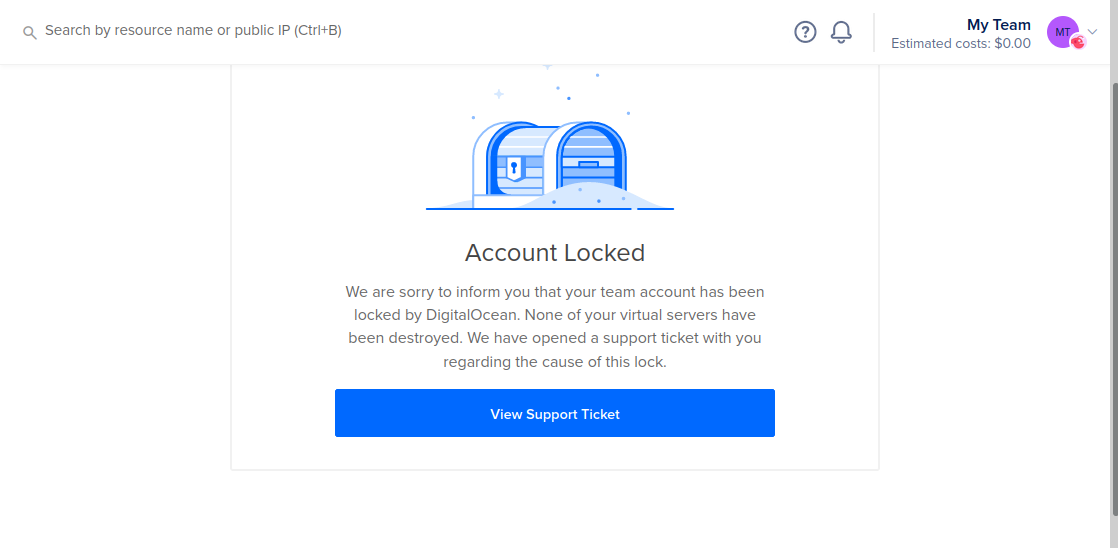 Search by resource name or public IP (Ctrl+B)
My Team
Estimated costs: $0.00
MT
Account Locked
We are sorry to inform you that your team account has been
locked by DigitalOcean. None of your virtual servers have
been destroyed. We have opened a support ticket with you
regarding the cause of this lock.
View Support Ticket